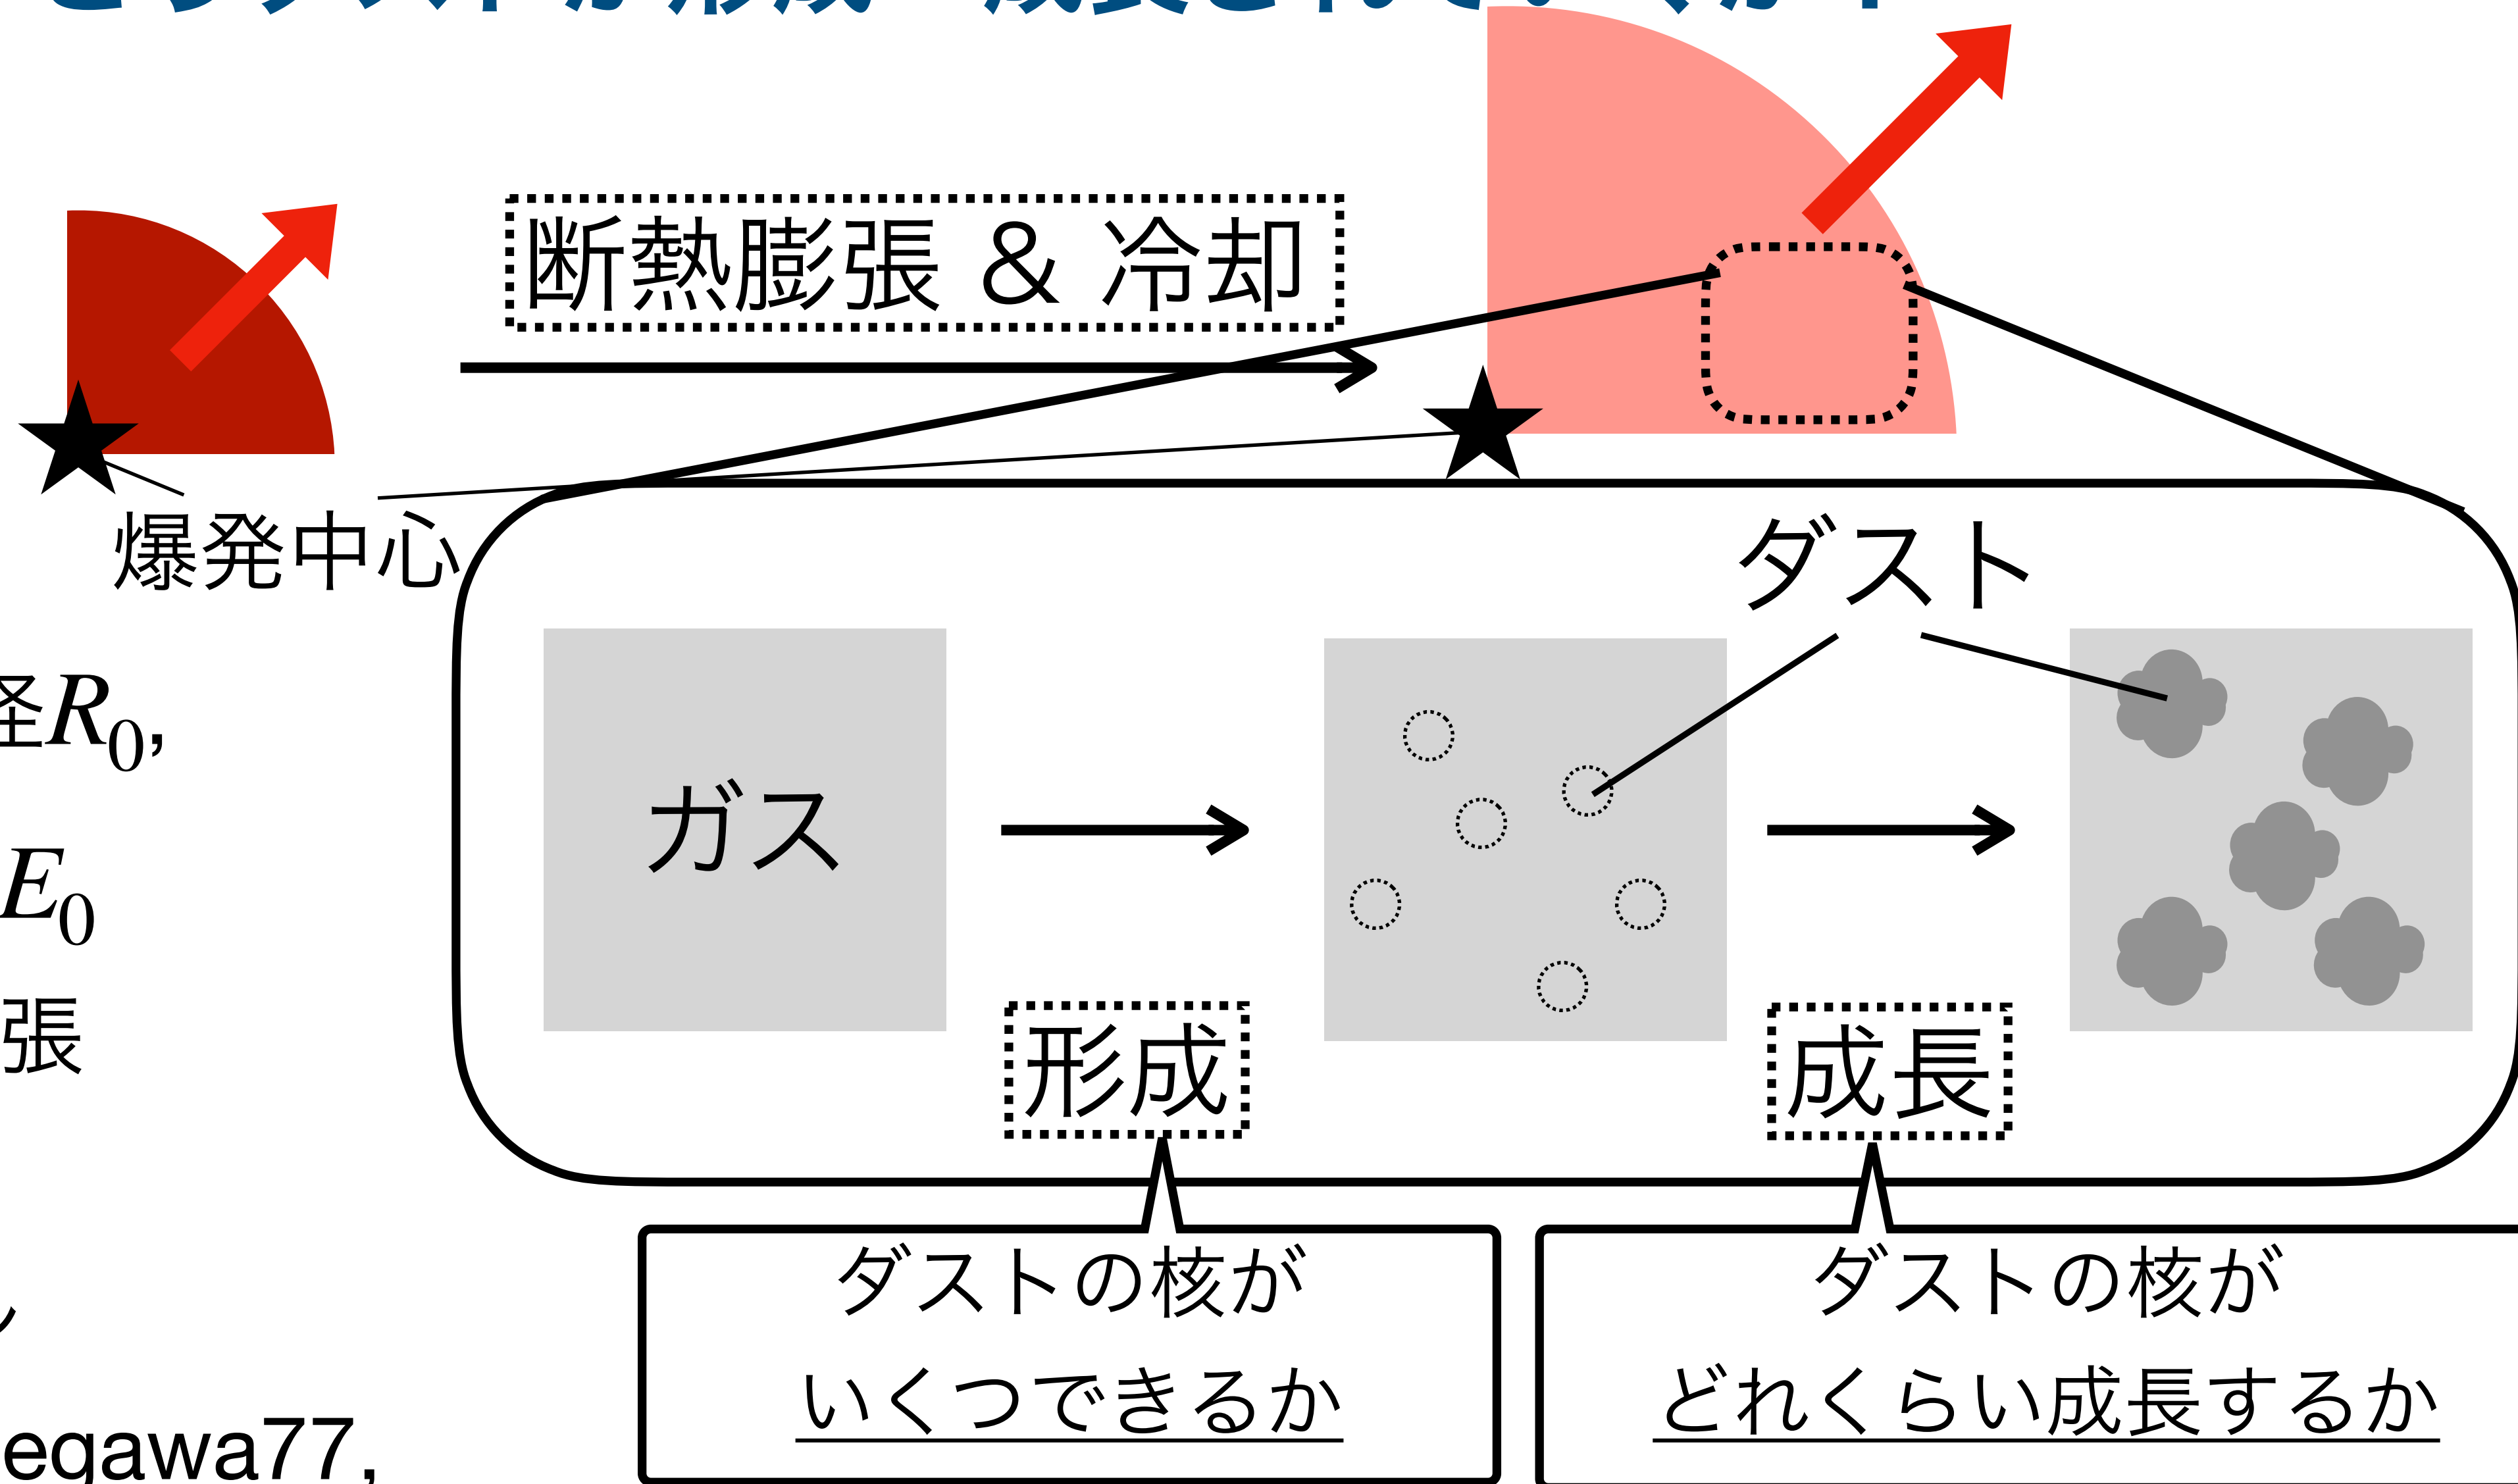 断熱膨張 & 冷却
爆発中心
ダスト
径R₀,
ガス
E₀
張
形成
成長
ダストの核が
いくつできるか
ダストの核が
どれくらい成長するか
egawa77,